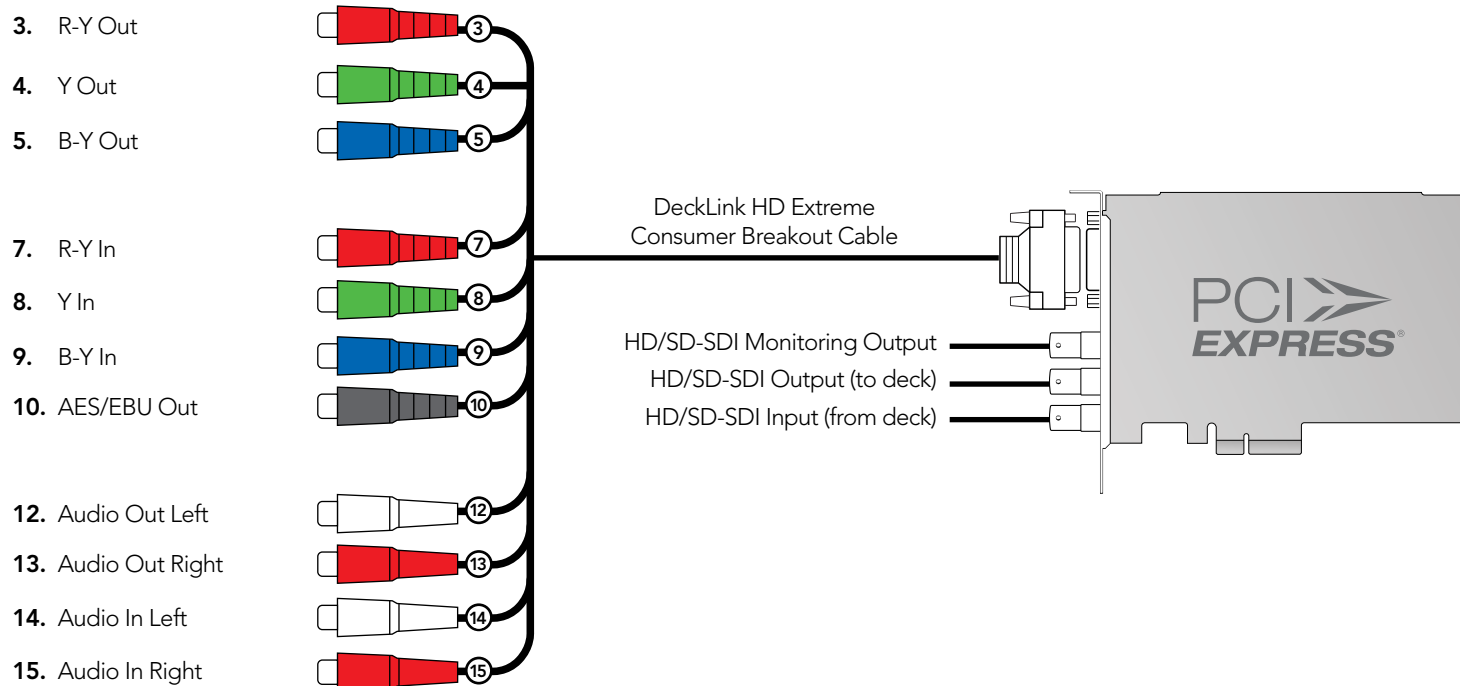 3. R-Y Out
3
4. Y Out
4
5. B-Y Out
5
7. R-Y In
7
8. Y In
8
9. B-Y In
9
10. AES/EBU Out
10
12. Audio Out Left
12
13. Audio Out Right
13
14. Audio In Left
14
15. Audio In Right
15
DeckLink HD Extreme
Consumer Breakout Cable
HD/SD-SDI Monitoring Output
HD/SD-SDI Output (to deck)
HD/SD-SDI Input (from deck)
PCI
EXPRESS®